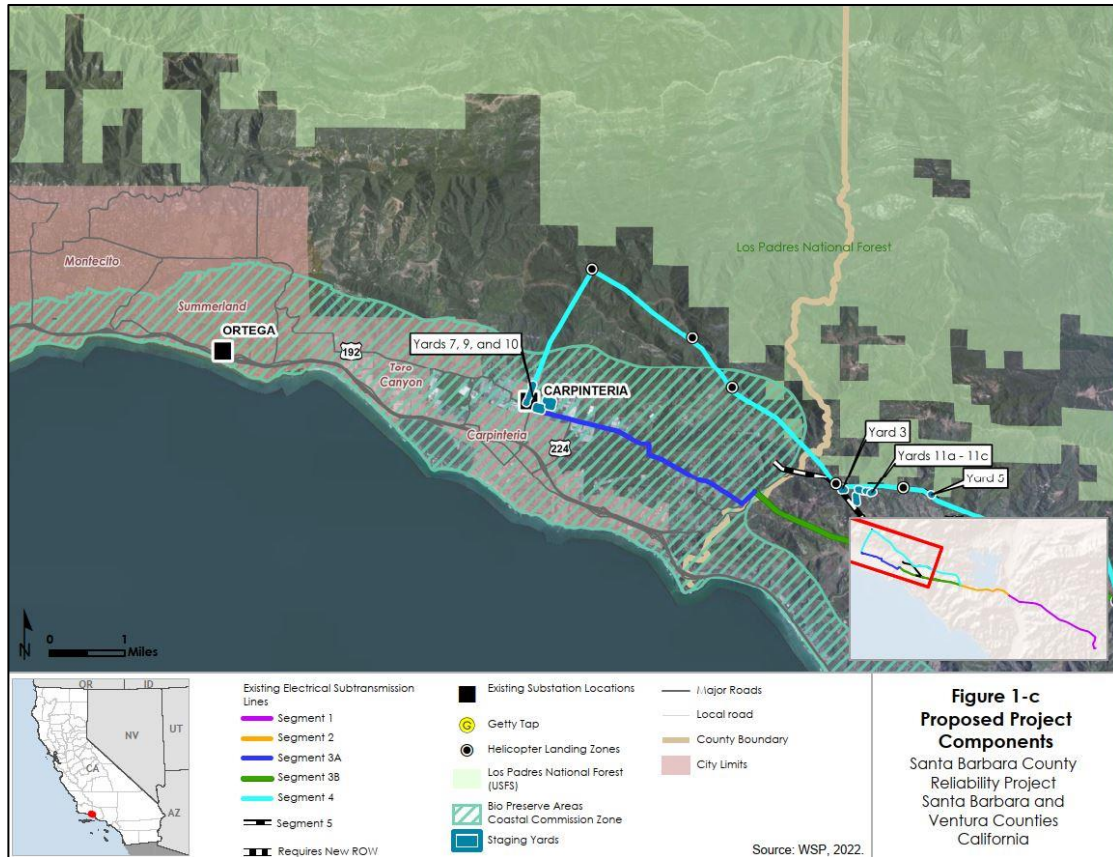 Los Padres National Forest
Montecito
Summerland
ORTEGA
192
Yards 7, 9, and 10
Toro
Canyon
CARPINTERIA
Carpinteria
224
Yard 3
Yards 11a - 11c
Yard 5
N
0 1
Miles
OR ID
NV UT
CA
AZ
Existing Electrical Subtransmission
Lines
Segment 1
Segment 2
Segment 3A
Segment 3B
Segment 4
Segment 5
Requires New ROW
Existing Substation Locations
G Getty Tap
Helicopter Landing Zones
Los Padres National Forest
(USFS)
Bio Preserve Areas
Coastal Commission Zone
Staging Yards
Major Roads
Local road
County Boundary
City Limits
Source: WSP, 2022.
Figure 1-c
Proposed Project
Components
Santa Barbara County
Reliability Project
Santa Barbara and
Ventura Counties
California